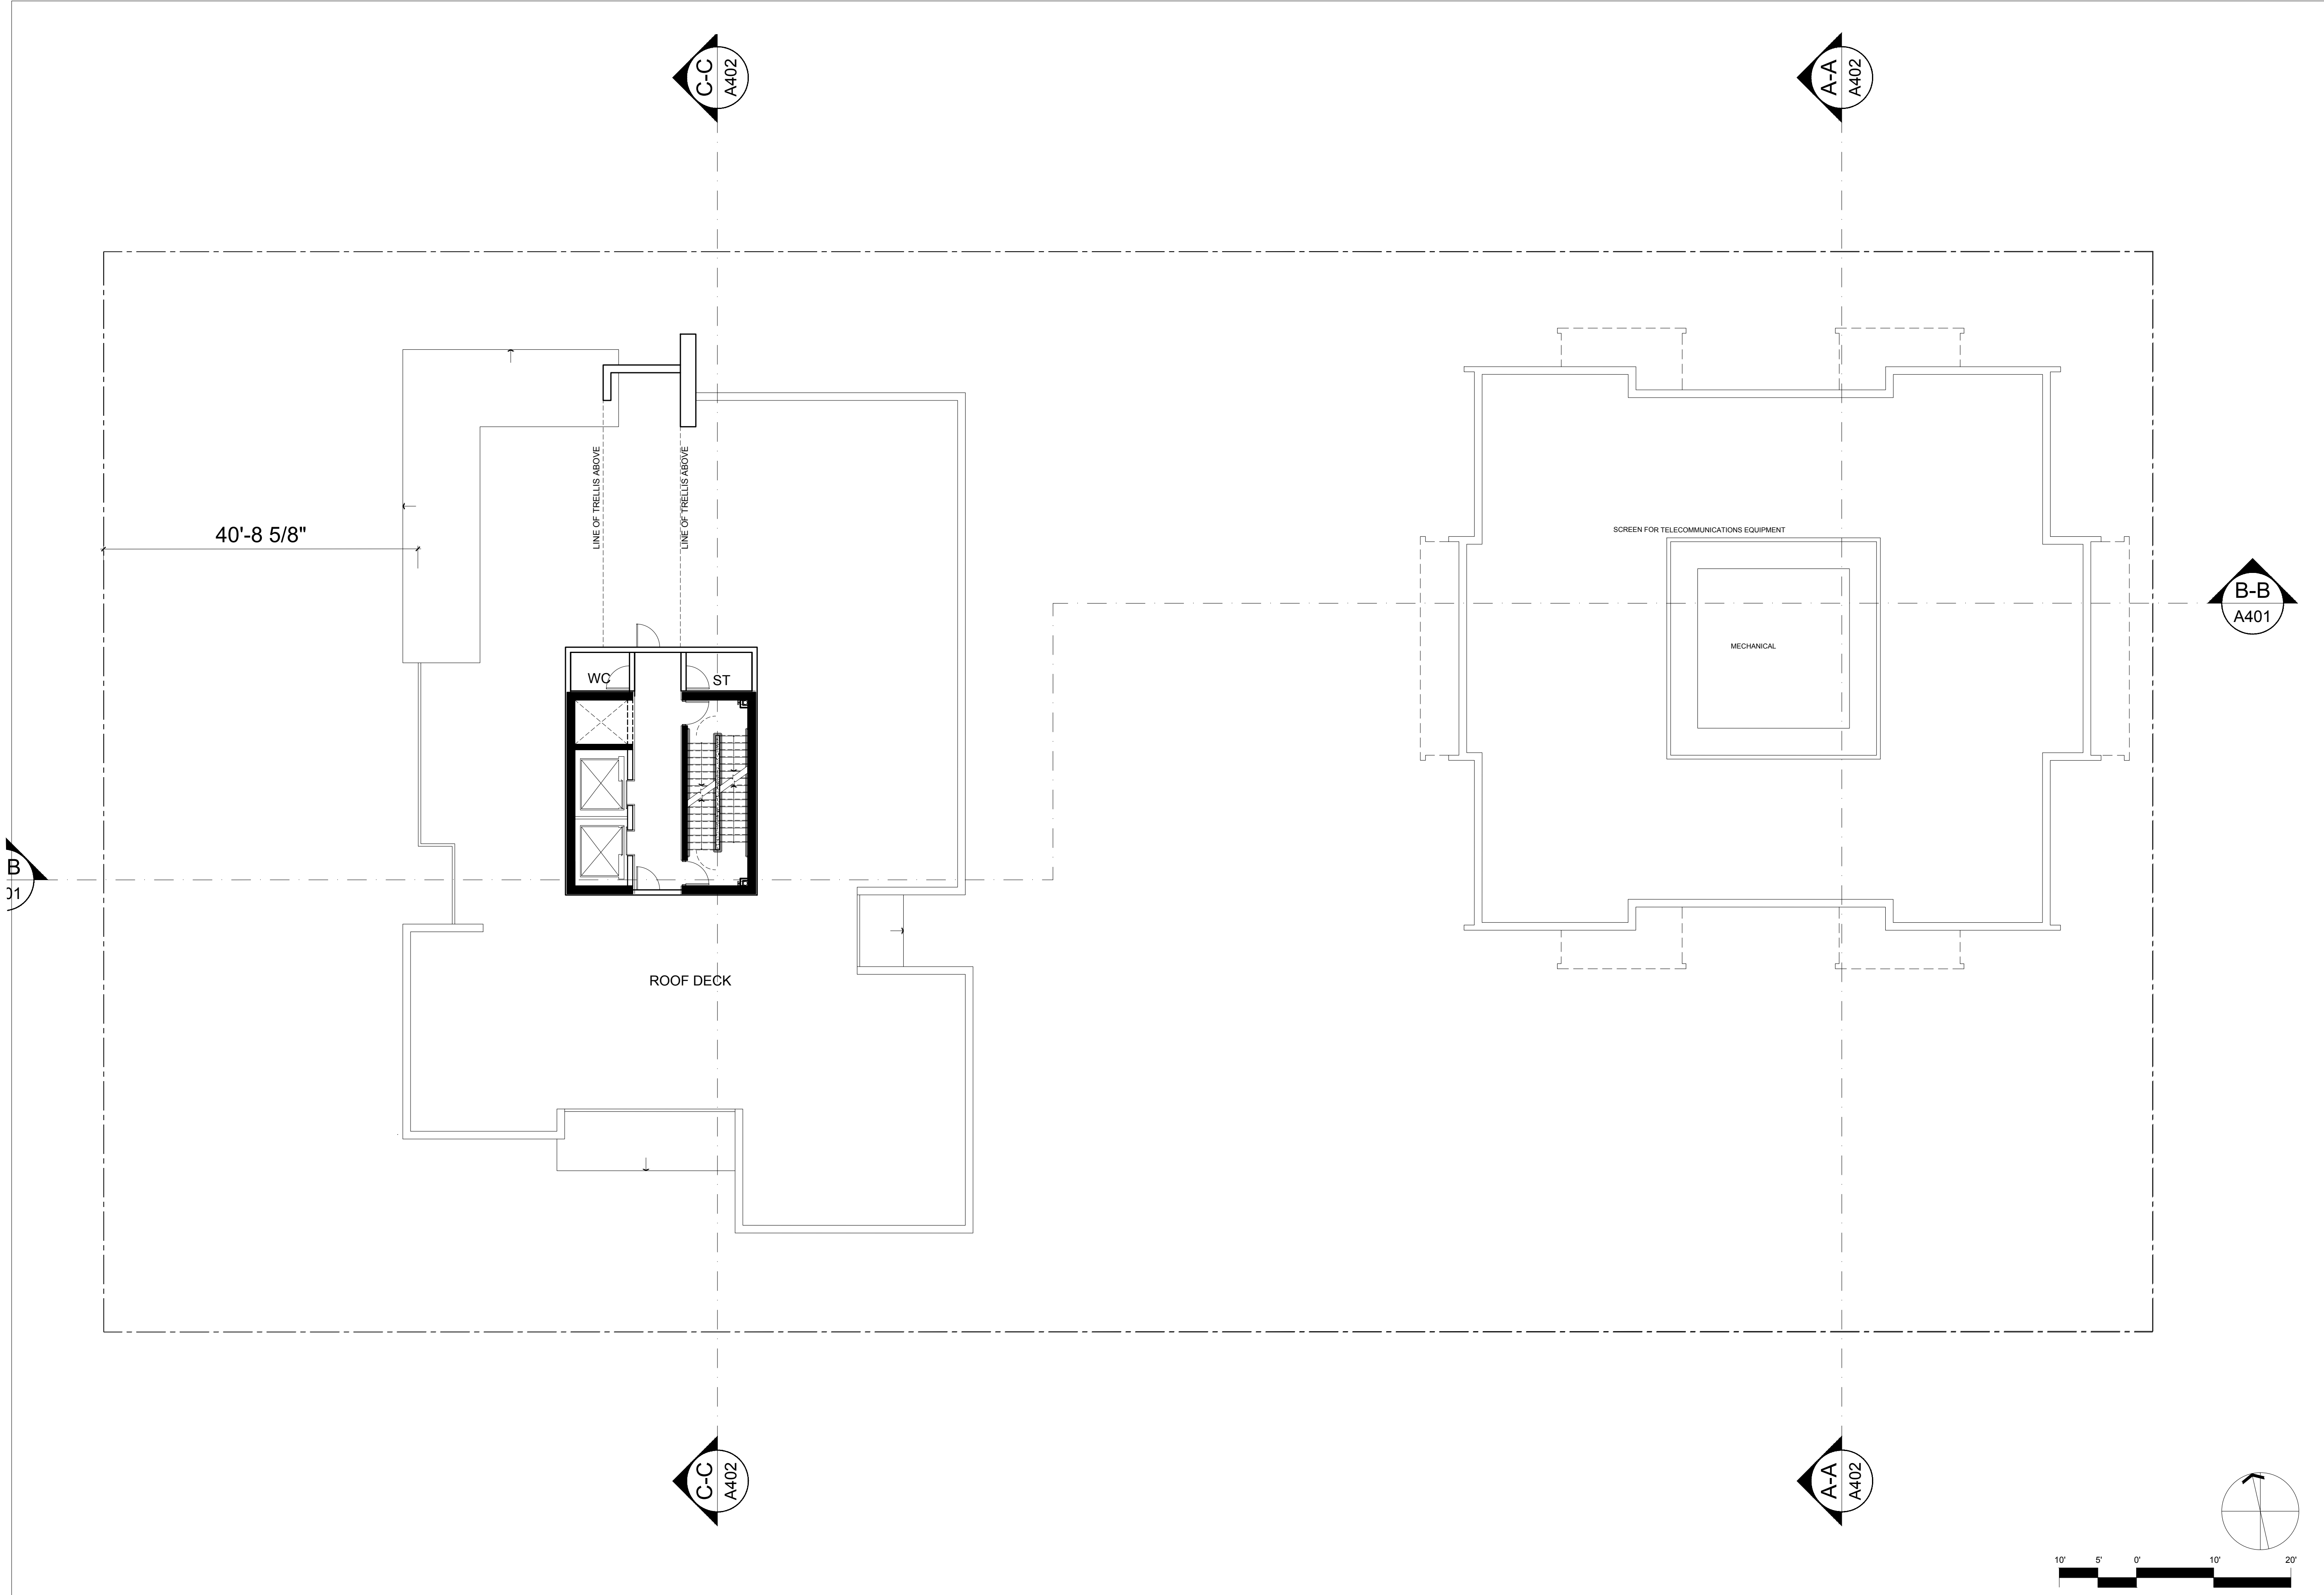 C-C
A402
A-A
A402
LINE OF TRELLIS ABOVE
LINE OF TRELLIS ABOVE
40'-8 5/8"
SCREEN FOR TELECOMMUNICATIONS EQUIPMENT
B-B
A401
MECHANICAL
WC
ST
B
01
ROOF DECK
C-C
A402
A-A
A402
10' 5' 0' 10' 20'